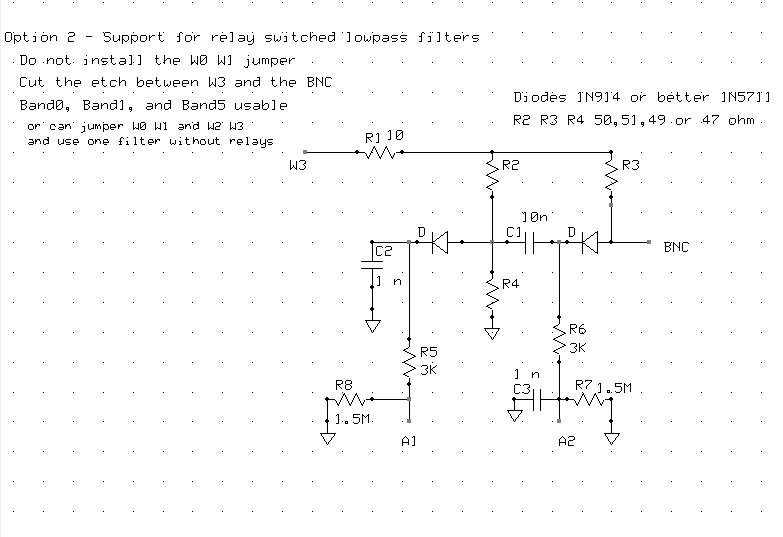 Option 2 - Support for relay switched lowpass filters
Do not install the W0 W1 jumper
Cut the etch between W3 and the BNC
Band0, Band1, and Band5 usable
or can jumper W0 W1 and W2 W3
and use one filter without relays
Diodes 1N914 or better 1N5711
R2 R3 R4 50,51,49 or 47 ohm
R1 10
W3
R2
R3
10n
D
C1
D
BNC
C2
1 n
R4
R6
3K
R5
3K
1 n
R8
C3
R7 1.5M
1.5M
A1
A2